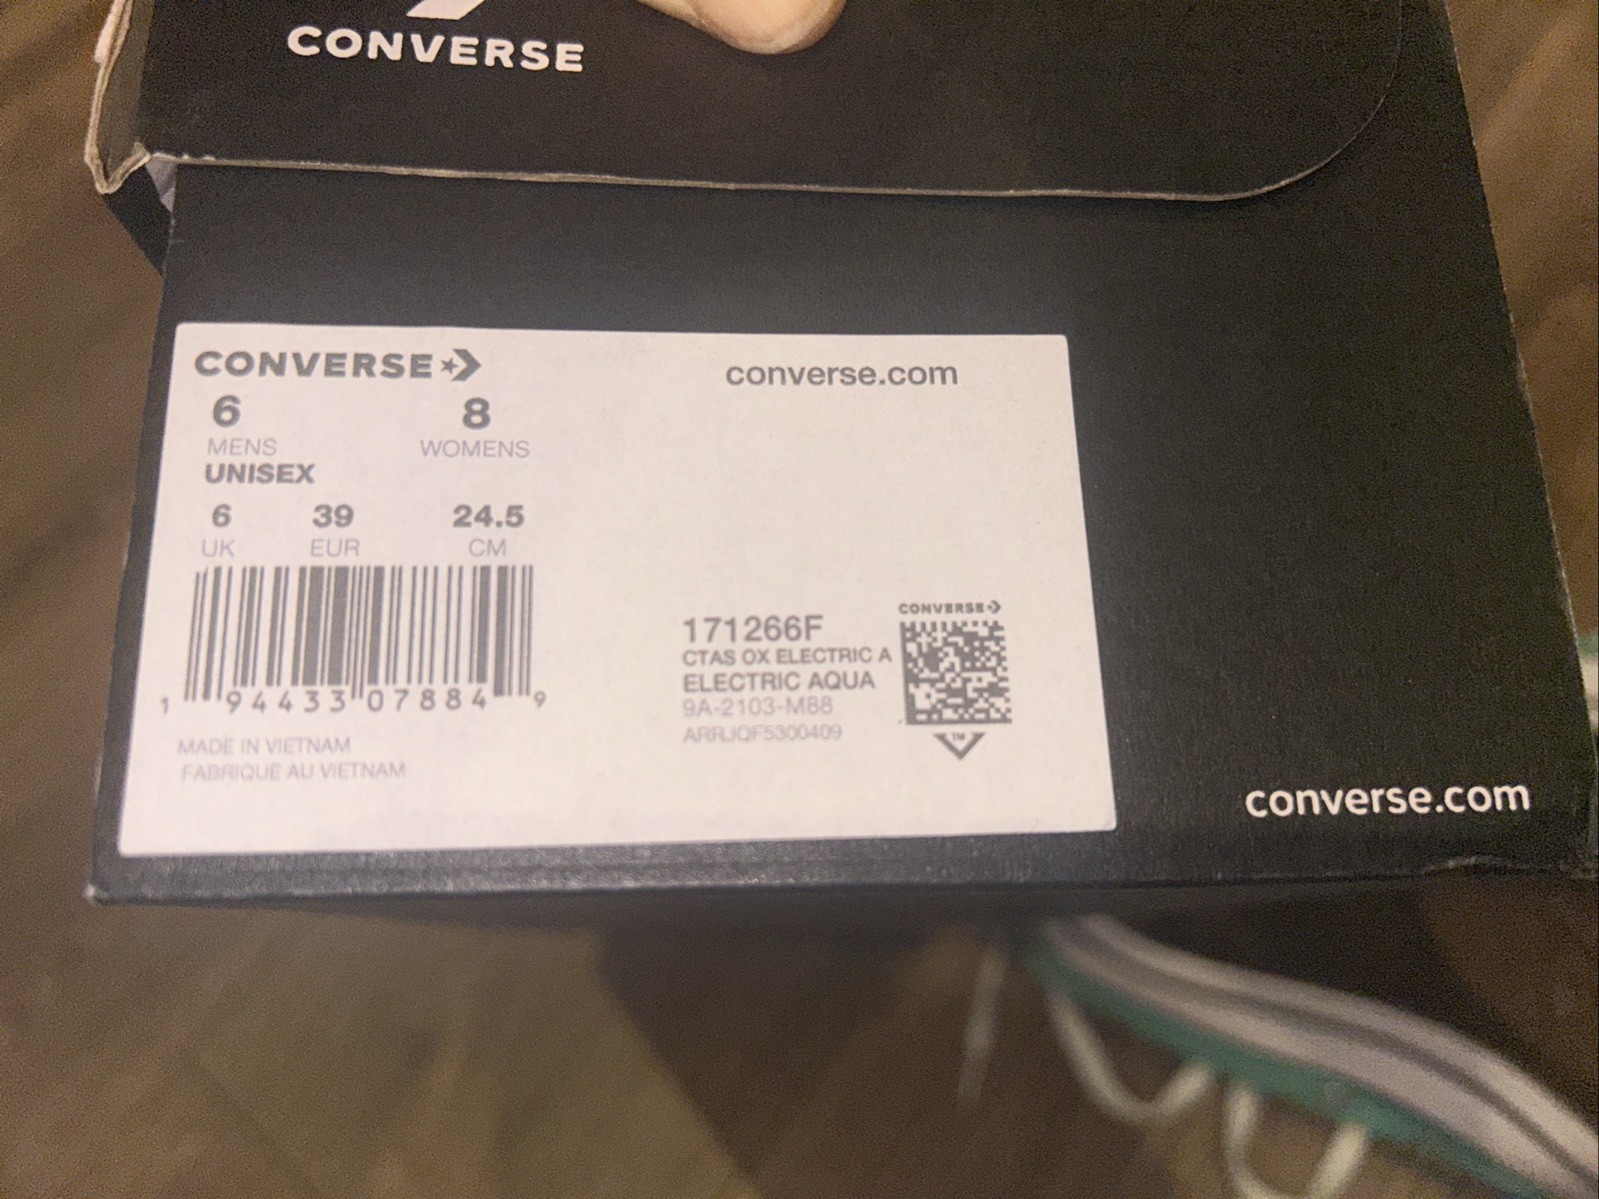 CONVERSE
CONVERSE
converse.com
6 8
MENS WOMENS
UNISEX
6 39 24.5
UK EUR CM
1 94433 07884 9
MADE IN VIETNAM
FABRIQUE AU VIETNAM
CONVERSE
171266F
CTAS OX ELECTRIC A
ELECTRIC AQUA
9A-2103-M88
ARRJQF5300409
TM
converse.com